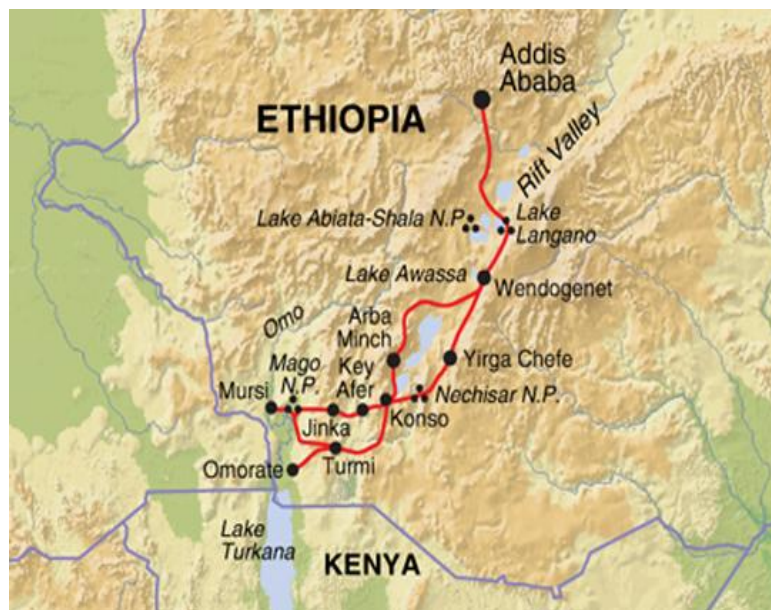 Addis
Ababa
ETHIOPIA
Rift Valley
Lake Abiata-Shala N.P.
Lake
Langano
Lake Awassa
Wendogenet
Omo
Arba
Minch
Mago
N.P.
Key
Afer
Yirga Chefe
Mursi
Nechisar N.P.
Konso
Jinka
Turmi
Omorate
Lake
Turkana
KENYA